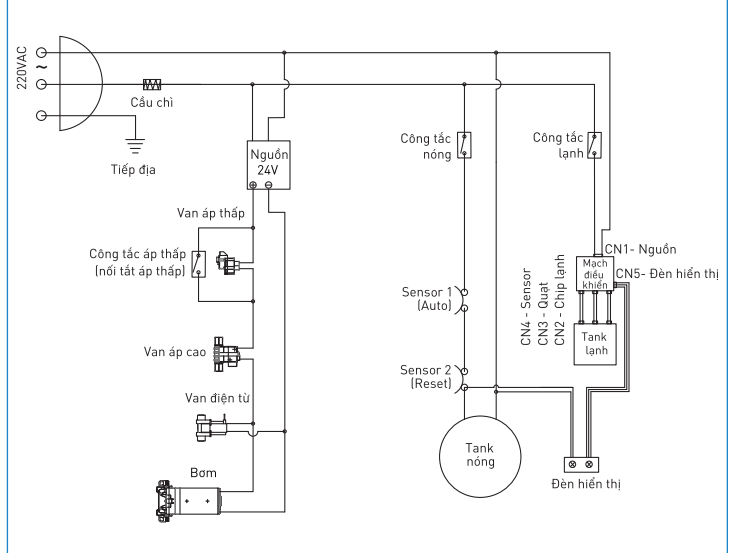 220VAC
~
Cầu chì
Tiếp địa
Nguồn
24V
Công tắc
nóng
Công tắc
lạnh
Van áp thấp
Công tắc áp thấp
(nối tắt áp thấp)
CN1- Nguồn
Mạch
điều
khiển
CN5- Đèn hiển thị
CN4 - Sensor
CN3 - Quạt
CN2 - Chip lạnh
Sensor 1
(Auto)
Tank
lạnh
Van áp cao
Sensor 2
(Reset)
Van điện từ
Tank
nóng
Bơm
Đèn hiển thị